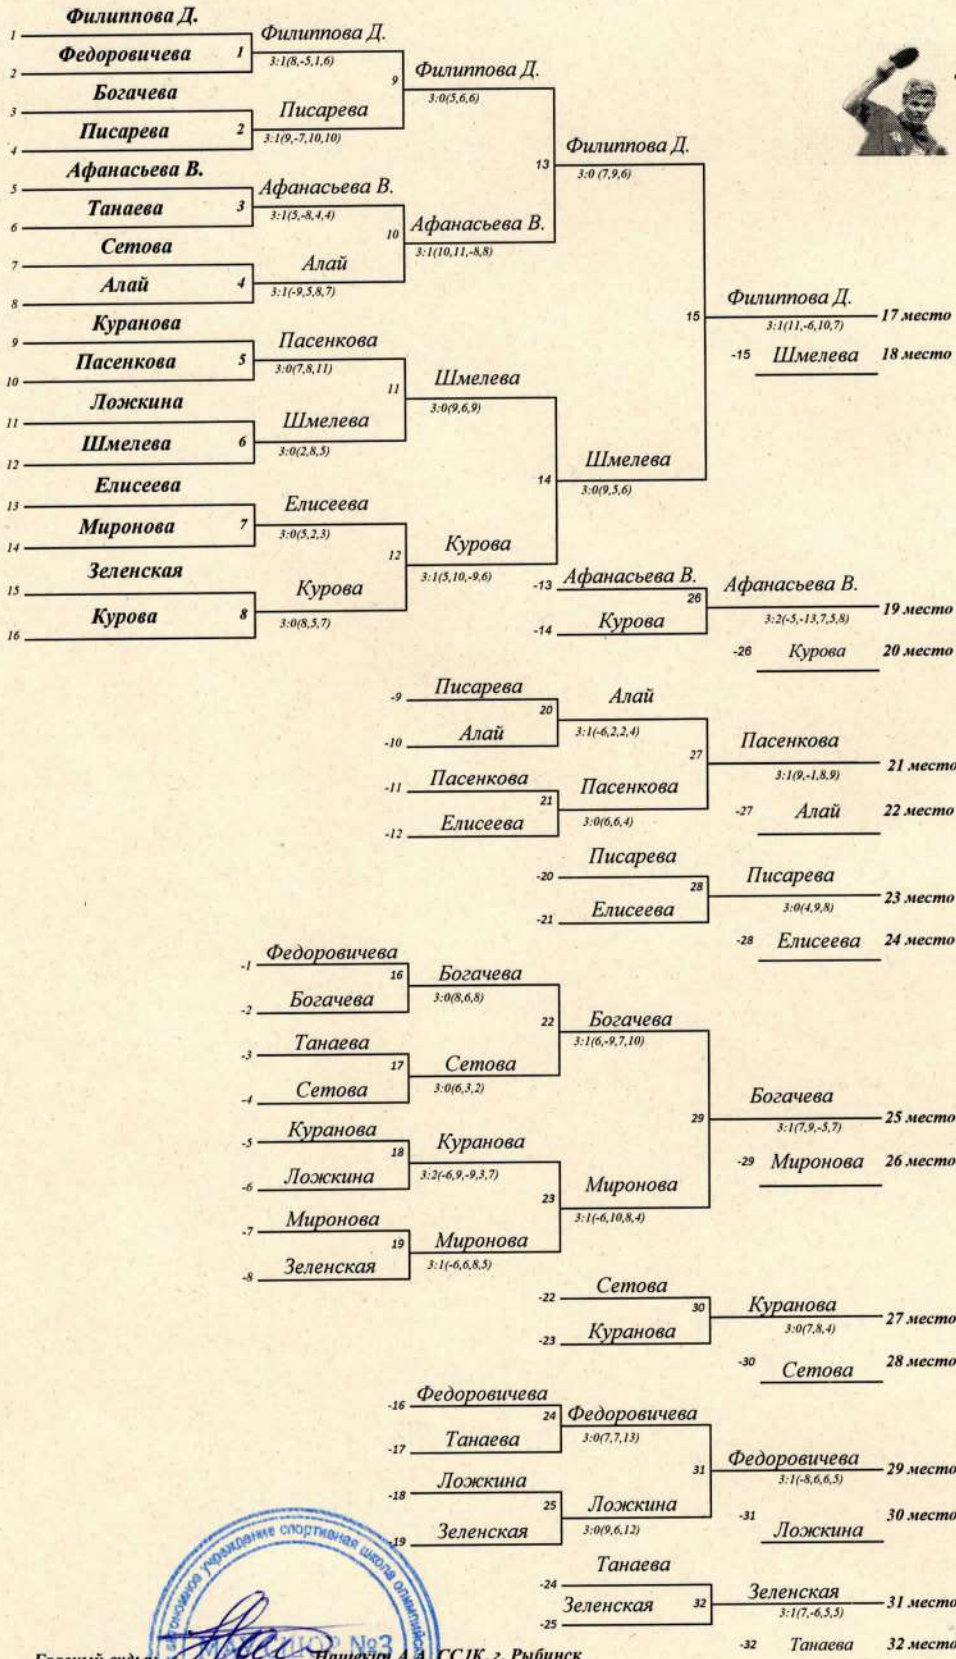 Филиппова Д.
1
Федоровичева 1
2
Филиппова Д.
3:1(8,-5,1,6)
Богачева
3
Писарева 2
4
Писарева
3:1(9,-7,10,10)
9
Филиппова Д.
3:0(5,6,6)
Афанасьева В.
5
Танаева 3
6
Афанасьева В.
3:1(5,-8,4,4)
Сетова
7
Алай 4
8
Алай
3:1(-9,5,8,7)
10
Афанасьева В.
3:1(10,11,-8,8)
13
Филиппова Д.
3:0 (7,9,6)
Куранова
9
Пасенкова 5
10
Пасенкова
3:0(7,8,11)
Ложкина
11
Шмелева 6
12
Шмелева
3:0(2,8,5)
11
Шмелева
3:0(9,6,9)
Елисеева
13
Миронова 7
14
Елисеева
3:0(5,2,3)
Зеленская
15
Курова 8
16
Курова
3:0(8,5,7)
12
Курова
3:1(5,10,-9,6)
14
Шмелева
3:0(9,5,6)
15
Филиппова Д. 17 место
3:1(11,-6,10,7)
-15 Шмелева 18 место
-13 Афанасьева В.
26
-14 Курова
Афанасьева В. 19 место
3:2(-5,-13,7,5,8)
-26 Курова 20 место
-9 Писарева
20
-10 Алай
Алай
3:1(-6,2,2,4)
-11 Пасенкова
21
-12 Елисеева
Пасенкова
3:0(6,6,4)
27
Пасенкова 21 место
3:1(9,-1,8,9)
-27 Алай 22 место
-20 Писарева
28
-21 Елисеева
Писарева 23 место
3:0(4,9,8)
-28 Елисеева 24 место
-1 Федоровичева
16
-2 Богачева
Богачева
3:0(8,6,8)
-3 Танаева
17
-4 Сетова
Сетова
3:0(6,3,2)
22
Богачева
3:1(6,-9,7,10)
-5 Куранова
18
-6 Ложкина
Куранова
3:2(-6,9,-9,3,7)
-7 Миронова
19
-8 Зеленская
Миронова
3:1(-6,6,8,5)
23
Миронова
3:1(-6,10,8,4)
29
Богачева 25 место
3:1(7,9,-5,7)
-29 Миронова 26 место
-22 Сетова
30
-23 Куранова
Куранова 27 место
3:0(7,8,4)
-30 Сетова 28 место
-16 Федоровичева
24
-17 Танаева
Федоровичева
3:0(7,7,13)
-18 Ложкина
25
-19 Зеленская
Ложкина
3:0(9,6,12)
31
Федоровичева 29 место
3:1(-8,6,6,5)
-31 Ложкина 30 место
-24 Танаева
32
-25 Зеленская
Зеленская 31 место
3:1(7,-6,5,5)
-32 Танаева 32 место
автономное учреждение спортивная школа
№3
Пашекин А.А. СС1К, г. Рыбинск